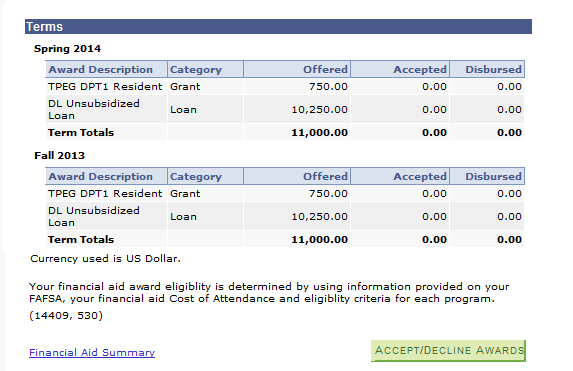 Terms
Spring 2014
Award Description Category Offered Accepted Disbursed
TPEG DPT1 Resident Grant 750.00 0.00 0.00
DL Unsubsidized
Loan Loan 10,250.00 0.00 0.00
Term Totals 11,000.00 0.00 0.00
Fall 2013
Award Description Category Offered Accepted Disbursed
TPEG DPT1 Resident Grant 750.00 0.00 0.00
DL Unsubsidized
Loan Loan 10,250.00 0.00 0.00
Term Totals 11,000.00 0.00 0.00
Currency used is US Dollar.
Your financial aid award eligiblity is determined by using information provided on your
FAFSA, your financial aid Cost of Attendance and eligiblity criteria for each program.
(14409, 530)
Financial Aid Summary ACCEPT/DECLINE AWARDS